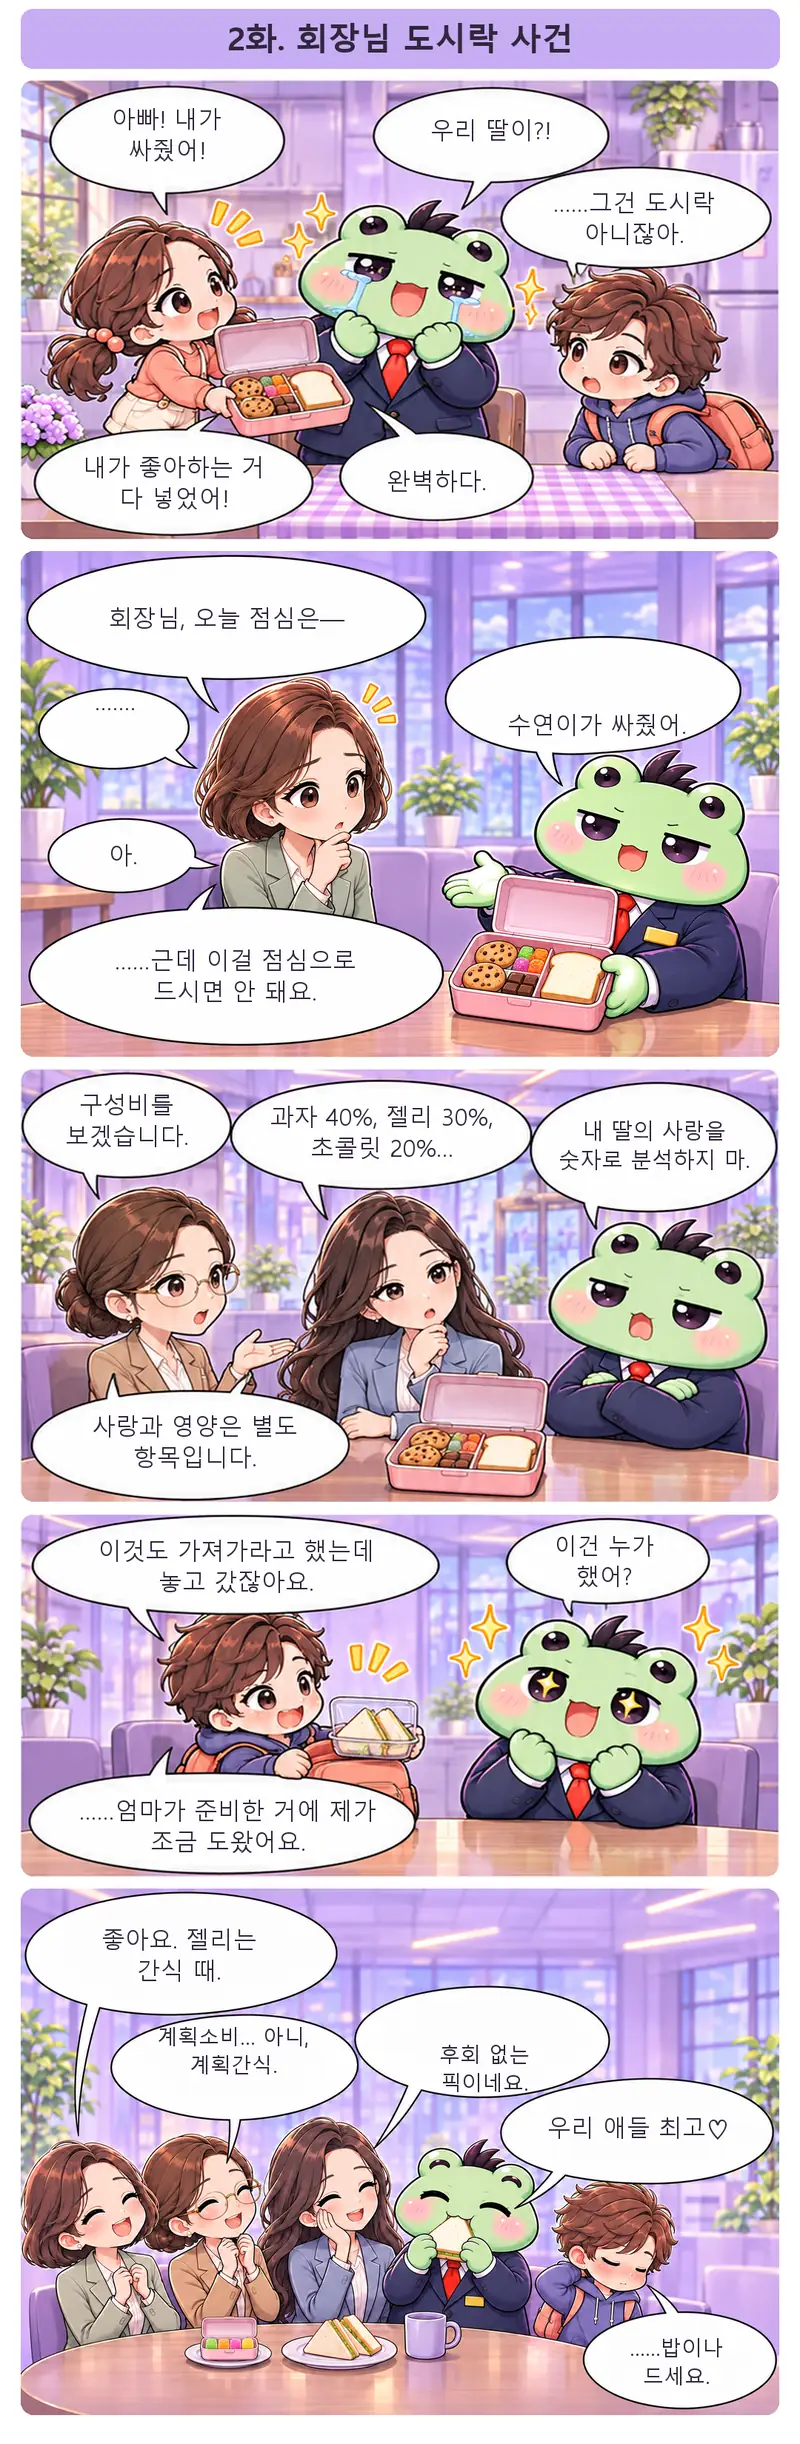 2화. 회장님 도시락 사건
아빠! 내가
싸줬어!
우리 딸이?!
......그건 도시락
아니잖아.
내가 좋아하는 거
다 넣었어!
완벽하다.
회장님, 오늘 점심은—
.......
수연이가 싸줬어.
아.
......근데 이걸 점심으로
드시면 안 돼요.
구성비를
보겠습니다.
과자 40%, 젤리 30%,
초콜릿 20%...
내 딸의 사랑을
숫자로 분석하지 마.
사랑과 영양은 별도
항목입니다.
이것도 가져가라고 했는데
놓고 갔잖아요.
이건 누가
했어?
......엄마가 준비한 거에 제가
조금 도왔어요.
좋아요. 젤리는
간식 때.
계획소비... 아니,
계획간식.
후회 없는
픽이네요.
우리 애들 최고♡
......밥이나
드세요.